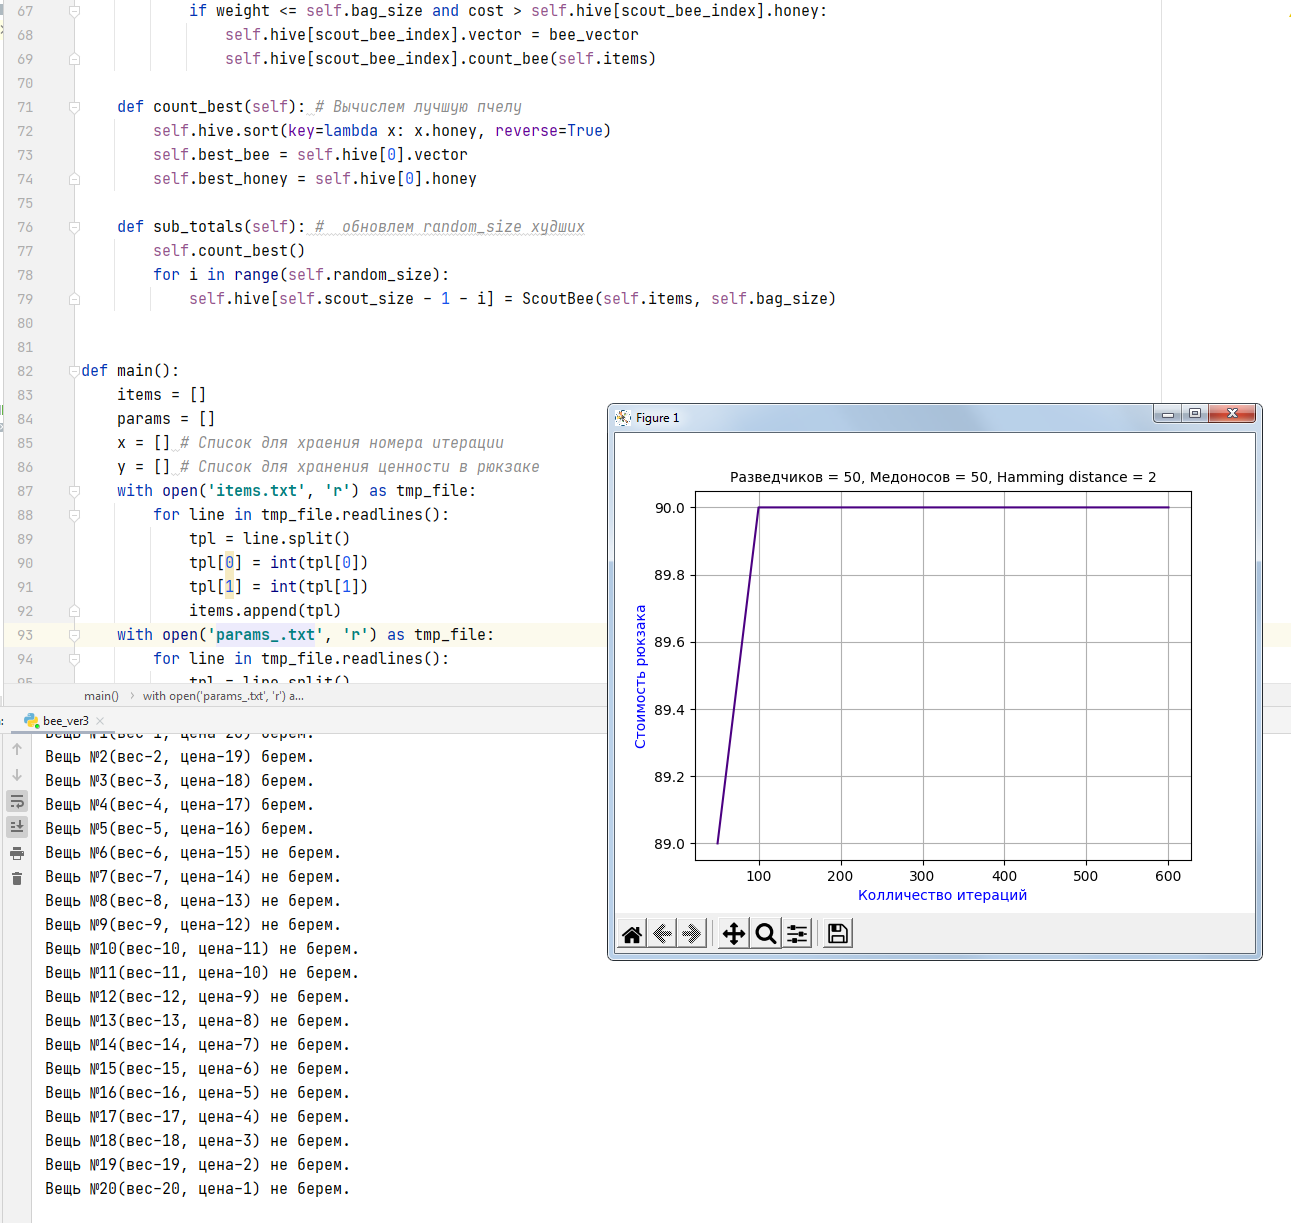 67 if weight <= self.bag_size and cost > self.hive[scout_bee_index].honey:
68 self.hive[scout_bee_index].vector = bee_vector
69 self.hive[scout_bee_index].count_bee(self.items)
70
71 def count_best(self): # Вычислем лучшую пчелу
72 self.hive.sort(key=lambda x: x.honey, reverse=True)
73 self.best_bee = self.hive[0].vector
74 self.best_honey = self.hive[0].honey
75
76 def sub_totals(self): # обновлем random_size худших
77 self.count_best()
78 for i in range(self.random_size):
79 self.hive[self.scout_size - 1 - i] = ScoutBee(self.items, self.bag_size)
80
81
82 def main():
83 items = []
84 params = []
85 x = [] # Список для храения номера итерации
86 y = [] # Список для хранения ценности в рюкзаке
87 with open('items.txt', 'r') as tmp_file:
88 for line in tmp_file.readlines():
89 tpl = line.split()
90 tpl[0] = int(tpl[0])
91 tpl[1] = int(tpl[1])
92 items.append(tpl)
93 with open('params_.txt', 'r') as tmp_file:
94 for line in tmp_file.readlines():
95 tpl = line.split()
main() › with open('params_.txt', 'r') a...
bee_ver3
Вещь №1(вес-1, цена-20) берем.
Вещь №2(вес-2, цена-19) берем.
Вещь №3(вес-3, цена-18) берем.
Вещь №4(вес-4, цена-17) берем.
Вещь №5(вес-5, цена-16) берем.
Вещь №6(вес-6, цена-15) не берем.
Вещь №7(вес-7, цена-14) не берем.
Вещь №8(вес-8, цена-13) не берем.
Вещь №9(вес-9, цена-12) не берем.
Вещь №10(вес-10, цена-11) не берем.
Вещь №11(вес-11, цена-10) не берем.
Вещь №12(вес-12, цена-9) не берем.
Вещь №13(вес-13, цена-8) не берем.
Вещь №14(вес-14, цена-7) не берем.
Вещь №15(вес-15, цена-6) не берем.
Вещь №16(вес-16, цена-5) не берем.
Вещь №17(вес-17, цена-4) не берем.
Вещь №18(вес-18, цена-3) не берем.
Вещь №19(вес-19, цена-2) не берем.
Вещь №20(вес-20, цена-1) не берем.
Figure 1
Разведчиков = 50, Медоносов = 50, Hamming distance = 2
Стоимость рюкзака
90.0
89.8
89.6
89.4
89.2
89.0
100 200 300 400 500 600
Колличество итераций